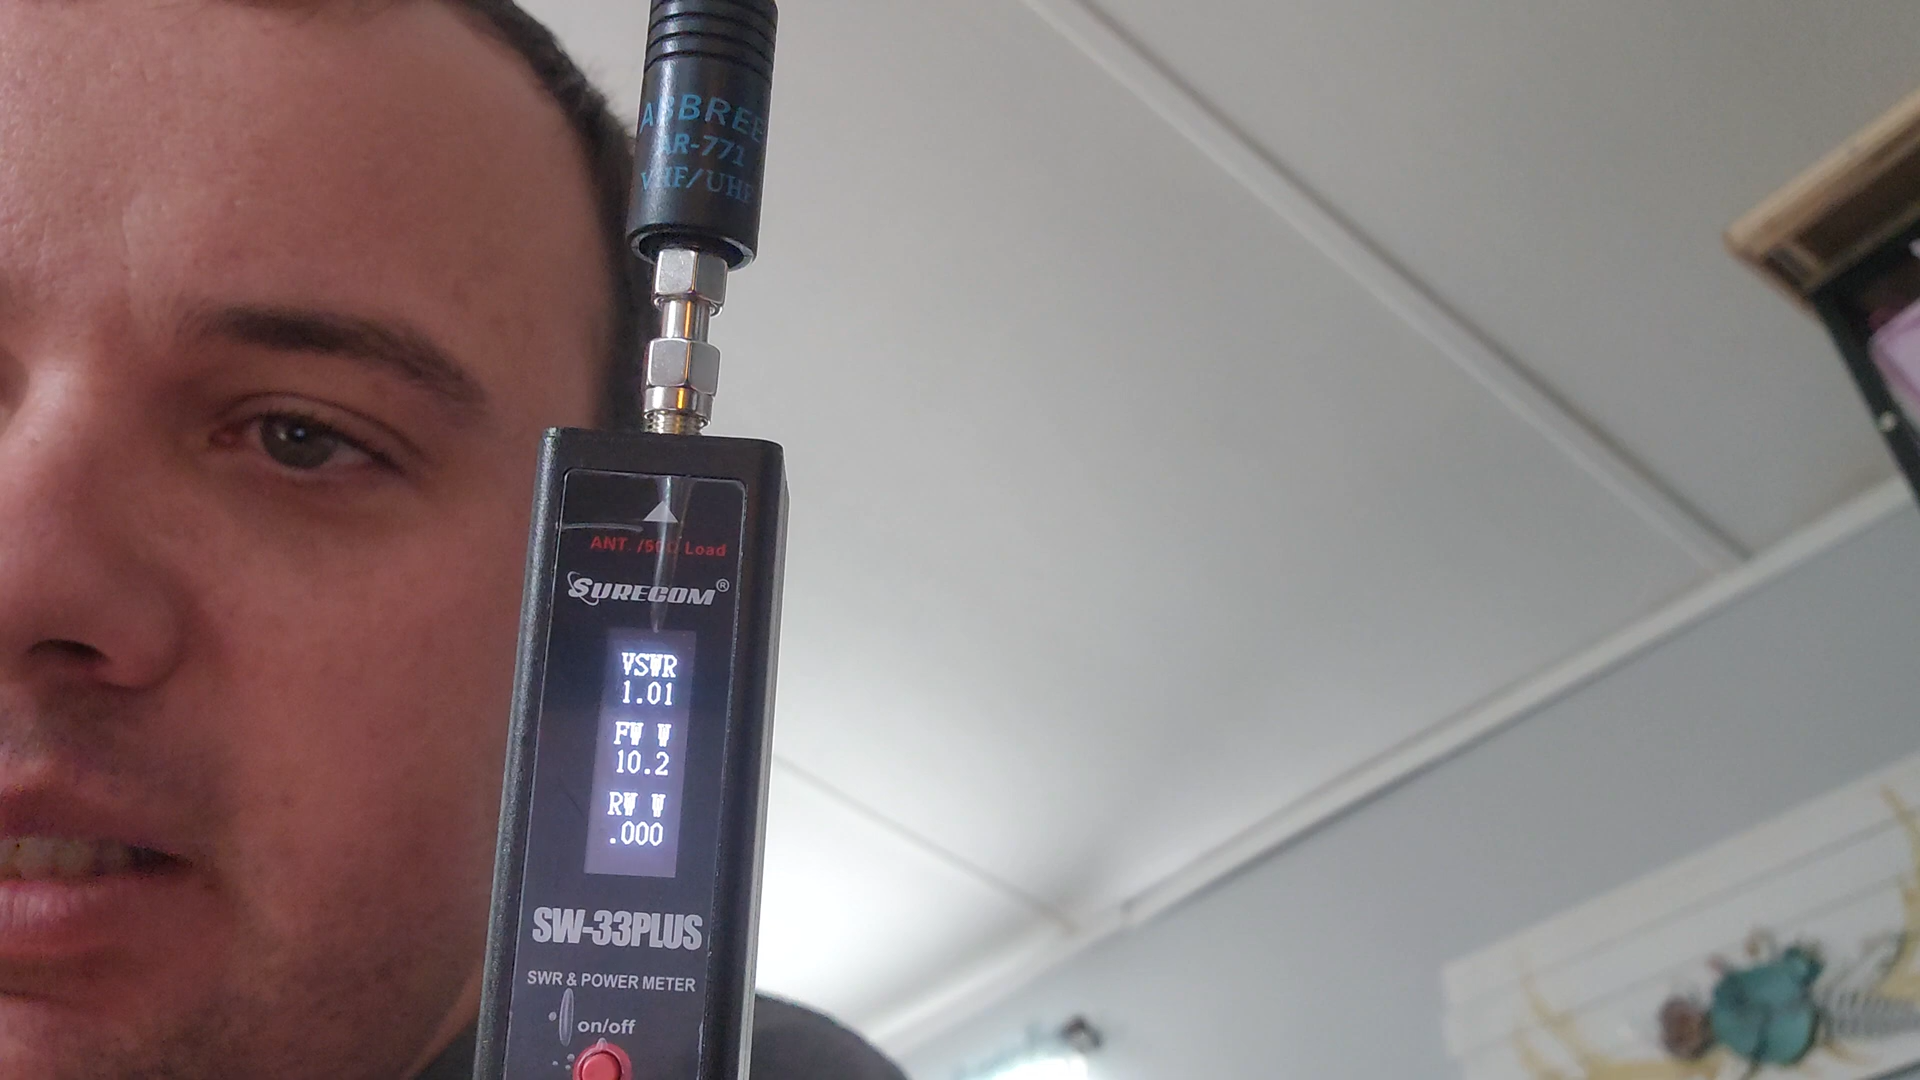 ABBREE
AR-771
VHF/UHF
ANT. /50Ω Load
SURECOM®
VSWR
1.01
FW W
10.2
RW W
.000
SW-33PLUS
SWR & POWER METER
on/off